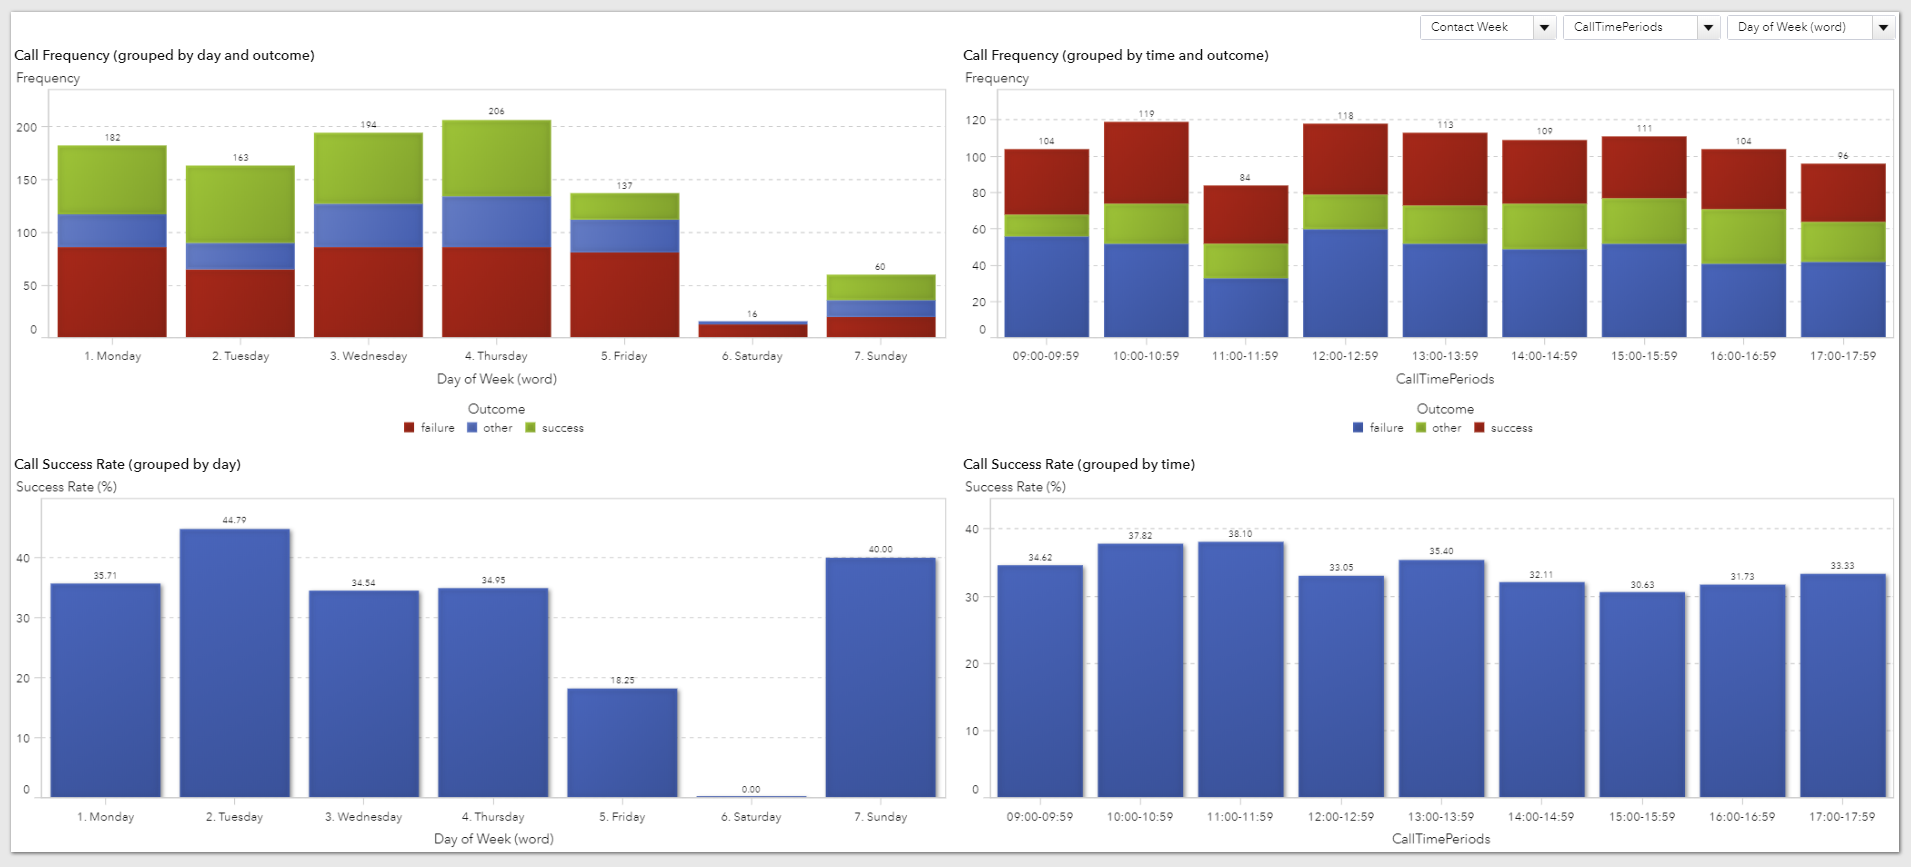 Contact Week CallTimePeriods Day of Week (word)
Call Frequency (grouped by day and outcome)
Frequency
200
150
100
50
0
182 163 194 206 137 16 60
1. Monday 2. Tuesday 3. Wednesday 4. Thursday 5. Friday 6. Saturday 7. Sunday
Day of Week (word)
Outcome
failure other success
Call Frequency (grouped by time and outcome)
Frequency
120
100
80
60
40
20
0
104 119 84 118 113 109 111 104 96
09:00-09:59 10:00-10:59 11:00-11:59 12:00-12:59 13:00-13:59 14:00-14:59 15:00-15:59 16:00-16:59 17:00-17:59
CallTimePeriods
Outcome
failure other success
Call Success Rate (grouped by day)
Success Rate (%)
40
30
20
10
0
35.71 44.79 34.54 34.95 18.25 0.00 40.00
1. Monday 2. Tuesday 3. Wednesday 4. Thursday 5. Friday 6. Saturday 7. Sunday
Day of Week (word)
Call Success Rate (grouped by time)
Success Rate (%)
40
30
20
10
0
34.62 37.82 38.10 33.05 35.40 32.11 30.63 31.73 33.33
09:00-09:59 10:00-10:59 11:00-11:59 12:00-12:59 13:00-13:59 14:00-14:59 15:00-15:59 16:00-16:59 17:00-17:59
CallTimePeriods